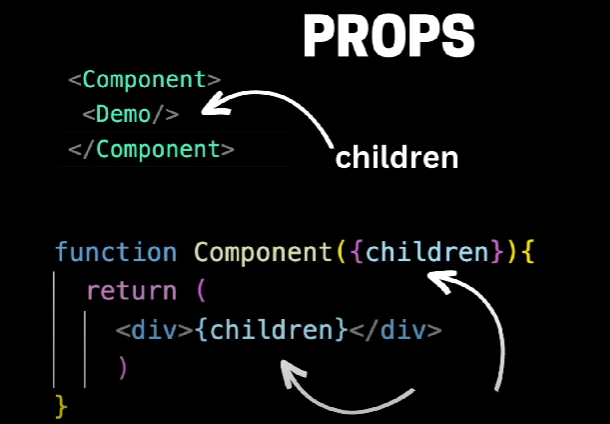 PROPS
<Component>
<Demo/>
</Component>
children
function Component({children}){
return (
<div>{children}</div>
)
}